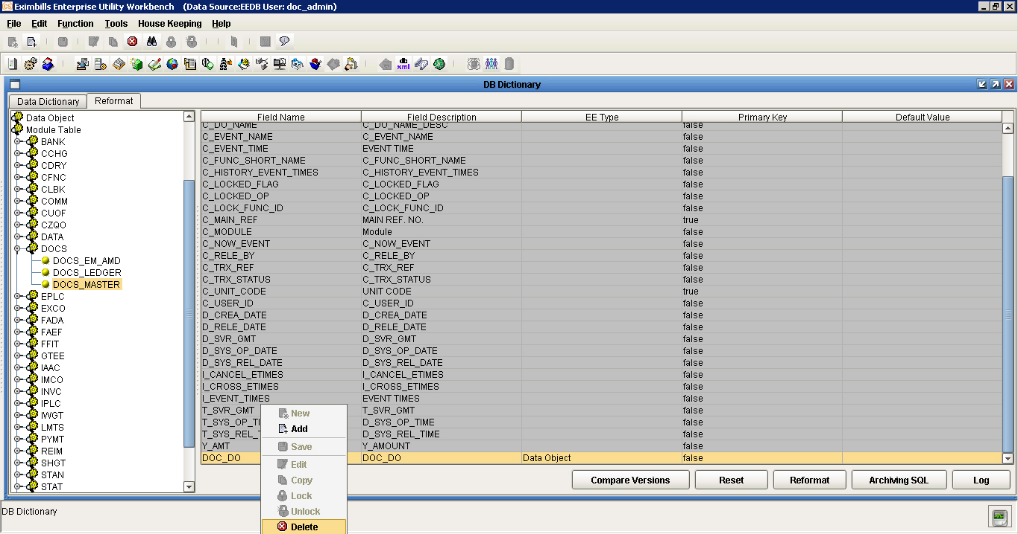 Eximbills Enterprise Utility Workbench (Data Source:EEDB User: doc_admin)
File Edit Function Tools House Keeping Help
xml
DB Dictionary
Data Dictionary Reformat
Data Object
Module Table
BANK
CCHG
CDRY
CFNC
CLBK
COMM
CUOF
CZQO
DATA
DOCS
DOCS_EM_AMD
DOCS_LEDGER
DOCS_MASTER
EPLC
EXCO
FADA
FAEF
FFIT
GTEE
IAAC
IMCO
INVC
IPLC
IWGT
LMTS
PYMT
REIM
SHGT
STAN
STAT
Field Name Field Description EE Type Primary Key Default Value
C_DO_NAME C_DO_NAME_DESC false
C_EVENT_NAME C_EVENT_NAME false
C_EVENT_TIME EVENT TIME false
C_FUNC_SHORT_NAME C_FUNC_SHORT_NAME false
C_HISTORY_EVENT_TIMES C_HISTORY_EVENT_TIMES false
C_LOCKED_FLAG C_LOCKED_FLAG false
C_LOCKED_OP C_LOCKED_OP false
C_LOCK_FUNC_ID C_LOCK_FUNC_ID false
C_MAIN_REF MAIN REF. NO. true
C_MODULE Module false
C_NOW_EVENT C_NOW_EVENT false
C_RELE_BY C_RELE_BY false
C_TRX_REF C_TRX_REF false
C_TRX_STATUS C_TRX_STATUS false
C_UNIT_CODE UNIT CODE true
C_USER_ID C_USER_ID false
D_CREA_DATE D_CREA_DATE false
D_RELE_DATE D_RELE_DATE false
D_SVR_GMT D_SVR_GMT false
D_SYS_OP_DATE D_SYS_OP_DATE false
D_SYS_REL_DATE D_SYS_REL_DATE false
I_CANCEL_ETIMES I_CANCEL_ETIMES false
I_CROSS_ETIMES I_CROSS_ETIMES false
I_EVENT_TIMES EVENT TIMES false
T_SVR_GMT T_SVR_GMT false
T_SYS_OP_TI D_SYS_OP_TIME false
T_SYS_REL_T D_SYS_REL_TIME false
Y_AMT Y_AMOUNT false
DOC_DO DOC_DO Data Object false
New
Add
Save
Edit
Copy
Lock
Unlock
Delete
Compare Versions Reset Reformat Archiving SQL Log
DB Dictionary